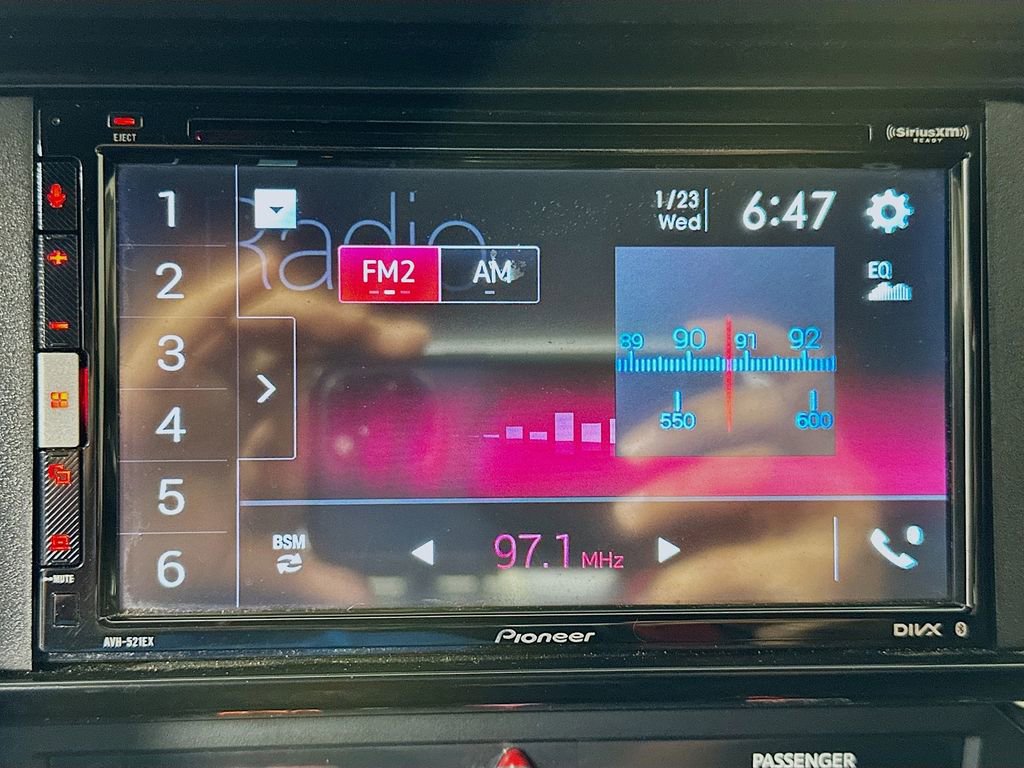 EJECT
((SiriusXM))
READY
Radio
1/23
Wed
6:47
FM2
AM
EQ
1
2
3
4
5
6
89 90 91 92
550 600
BSM
97.1 MHz
MUTE
AVH-521EX
Pioneer
DIVX
PASSENGER